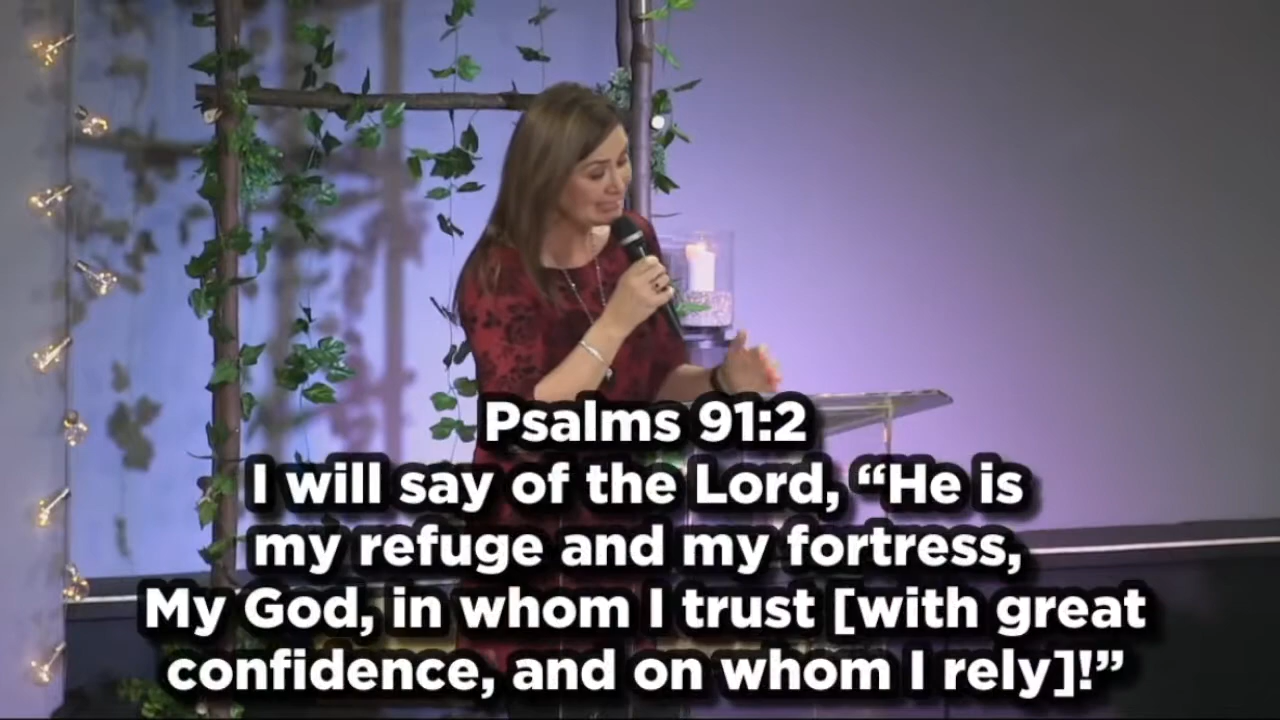 Psalms 91:2
I will say of the Lord, “He is
my refuge and my fortress,
My God, in whom I trust [with great
confidence, and on whom I rely]!”